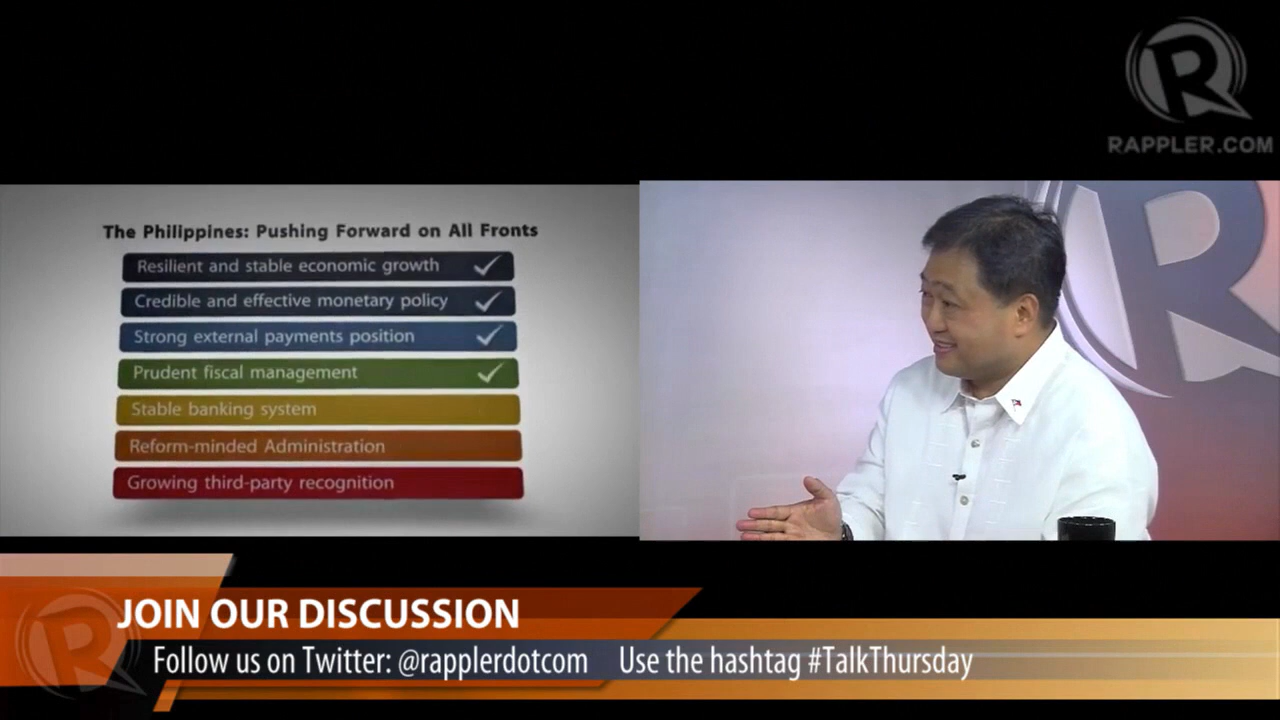 RAPPLER.COM
The Philippines: Pushing Forward on All Fronts
Resilient and stable economic growth
Credible and effective monetary policy
Strong external payments position
Prudent fiscal management
Stable banking system
Reform-minded Administration
Growing third-party recognition
JOIN OUR DISCUSSION
Follow us on Twitter: @rapplerdotcom Use the hashtag #TalkThursday